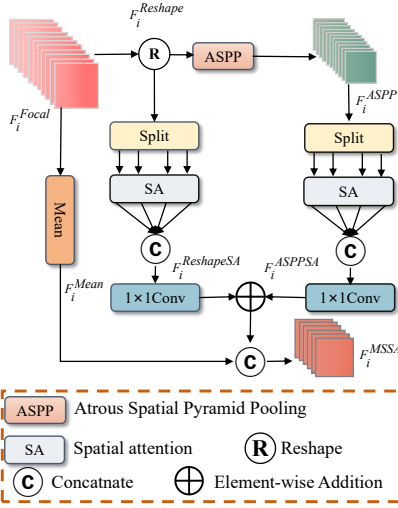 F_i^Reshape
R
ASPP
F_i^Focal
F_i^ASPP
Split
Split
SA
SA
Mean
C
C
F_i^Mean
F_i^ReshapeSA
F_i^ASPPSA
1×1Conv
1×1Conv
C
F_i^MSSA
ASPP Atrous Spatial Pyramid Pooling
SA Spatial attention
R Reshape
C Concatnate
Element-wise Addition